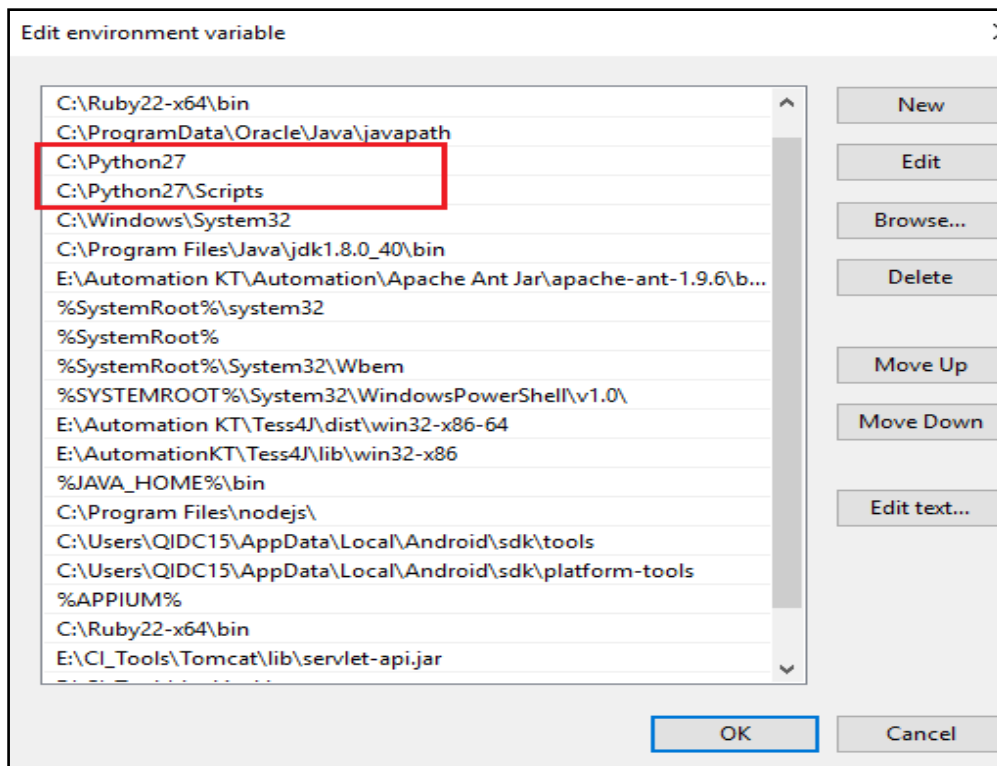 Edit environment variable
C:\Ruby22-x64\bin
C:\ProgramData\Oracle\Java\javapath
C:\Python27
C:\Python27\Scripts
C:\Windows\System32
C:\Program Files\Java\jdk1.8.0_40\bin
E:\Automation KT\Automation\Apache Ant Jar\apache-ant-1.9.6\b...
%SystemRoot%\system32
%SystemRoot%
%SystemRoot%\System32\Wbem
%SYSTEMROOT%\System32\WindowsPowerShell\v1.0\
E:\Automation KT\Tess4J\dist\win32-x86-64
E:\AutomationKT\Tess4J\lib\win32-x86
%JAVA_HOME%\bin
C:\Program Files\nodejs\
C:\Users\QIDC15\AppData\Local\Android\sdk\tools
C:\Users\QIDC15\AppData\Local\Android\sdk\platform-tools
%APPIUM%
C:\Ruby22-x64\bin
E:\CI_Tools\Tomcat\lib\servlet-api.jar
New
Edit
Browse...
Delete
Move Up
Move Down
Edit text...
OK
Cancel